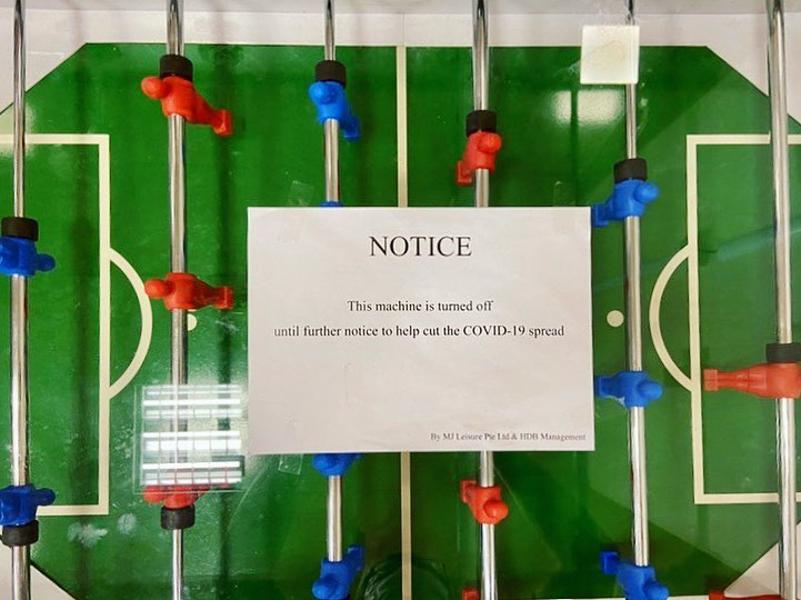 NOTICE
This machine is turned off
until further notice to help cut the COVID-19 spread
By MJ Leisure Pte Ltd & HDB Management